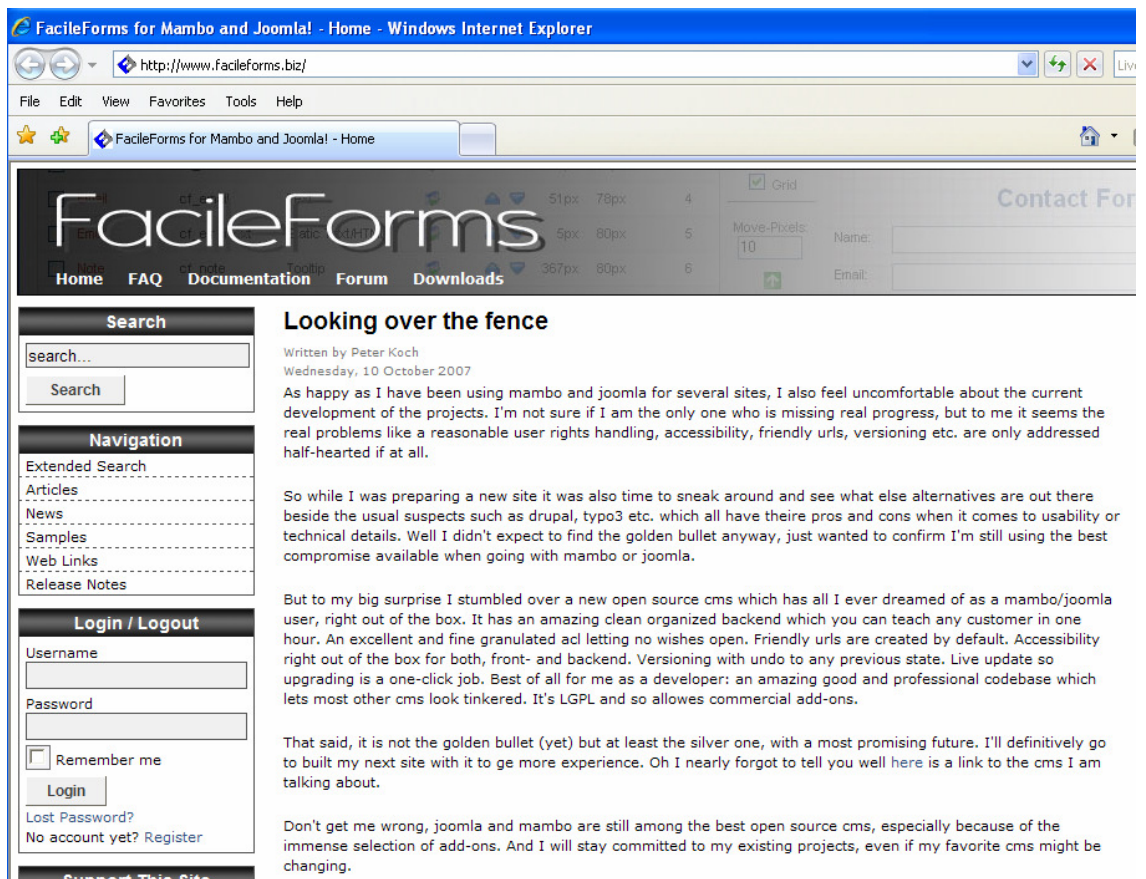 FacileForms for Mambo and Joomla! - Home - Windows Internet Explorer
http://www.facileforms.biz/
File Edit View Favorites Tools Help
FacileForms for Mambo and Joomla! - Home
FacileForms
51px 78px 4
5px 80px 5
cf_note Tooltip 367px 80px 6
Grid
Move-Pixels:
10
Contact For
Name:
Email:
Home FAQ Documentation Forum Downloads
Search
search...
Search
Navigation
Extended Search
Articles
News
Samples
Web Links
Release Notes
Login / Logout
Username
Password
Remember me
Login
Lost Password?
No account yet? Register
Support This Site
Looking over the fence
Written by Peter Koch
Wednesday, 10 October 2007
As happy as I have been using mambo and joomla for several sites, I also feel uncomfortable about the current
development of the projects. I'm not sure if I am the only one who is missing real progress, but to me it seems the
real problems like a reasonable user rights handling, accessibility, friendly urls, versioning etc. are only addressed
half-hearted if at all.
So while I was preparing a new site it was also time to sneak around and see what else alternatives are out there
beside the usual suspects such as drupal, typo3 etc. which all have theire pros and cons when it comes to usability or
technical details. Well I didn't expect to find the golden bullet anyway, just wanted to confirm I'm still using the best
compromise available when going with mambo or joomla.
But to my big surprise I stumbled over a new open source cms which has all I ever dreamed of as a mambo/joomla
user, right out of the box. It has an amazing clean organized backend which you can teach any customer in one
hour. An excellent and fine granulated acl letting no wishes open. Friendly urls are created by default. Accessibility
right out of the box for both, front- and backend. Versioning with undo to any previous state. Live update so
upgrading is a one-click job. Best of all for me as a developer: an amazing good and professional codebase which
lets most other cms look tinkered. It's LGPL and so allowes commercial add-ons.
That said, it is not the golden bullet (yet) but at least the silver one, with a most promising future. I'll definitively go
to built my next site with it to ge more experience. Oh I nearly forgot to tell you well here is a link to the cms I am
talking about.
Don't get me wrong, joomla and mambo are still among the best open source cms, especially because of the
immense selection of add-ons. And I will stay committed to my existing projects, even if my favorite cms might be
changing.